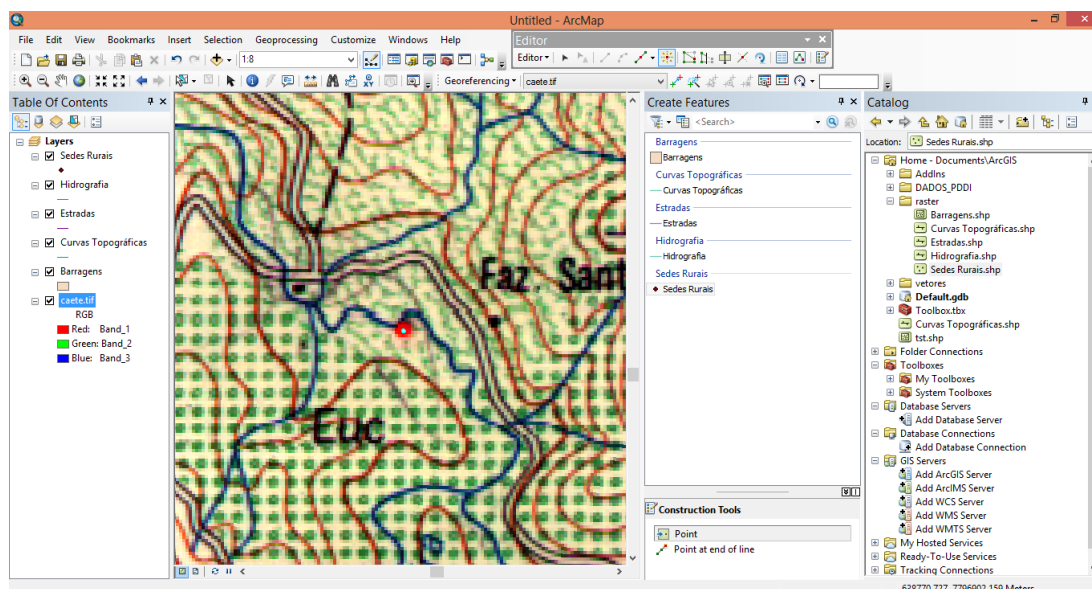 Untitled - ArcMap
File Edit View Bookmarks Insert Selection Geoprocessing Customize Windows Help
Editor
1:8
Editor
Georeferencing
caete.tif
Table Of Contents
Layers
Sedes Rurais
Hidrografia
Estradas
Curvas Topográficas
Barragens
caete.tif
RGB
Red: Band_1
Green: Band_2
Blue: Band_3
Faz. Sant
Euc
Create Features
<Search>
Barragens
Barragens
Curvas Topográficas
Curvas Topográficas
Estradas
Estradas
Hidrografia
Hidrografia
Sedes Rurais
Sedes Rurais
Construction Tools
Point
Point at end of line
Catalog
Location: Sedes Rurais.shp
Home - Documents\ArcGIS
AddIns
DADOS_PDDI
raster
Barragens.shp
Curvas Topográficas.shp
Estradas.shp
Hidrografia.shp
Sedes Rurais.shp
vetores
Default.gdb
Toolbox.tbx
Curvas Topográficas.shp
tst.shp
Folder Connections
Toolboxes
My Toolboxes
System Toolboxes
Database Servers
Add Database Server
Database Connections
Add Database Connection
GIS Servers
Add ArcGIS Server
Add ArcIMS Server
Add WCS Server
Add WMS Server
Add WMTS Server
My Hosted Services
Ready-To-Use Services
Tracking Connections
638770,727 7796902,159 Meters